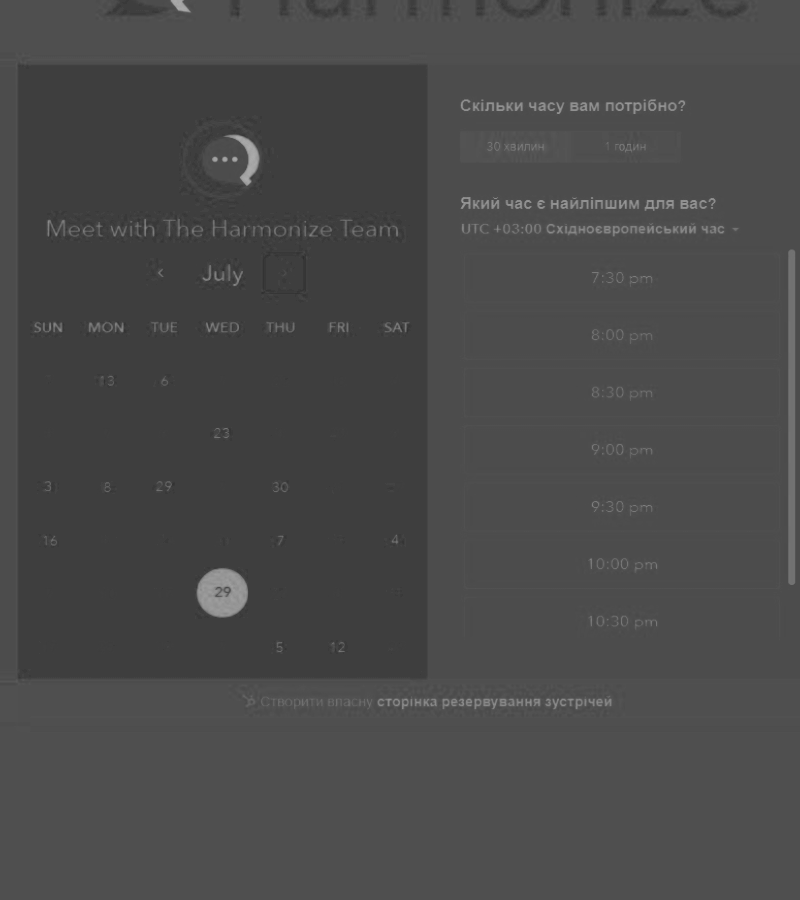 Harmonize
Meet with The Harmonize Team
July
SUN MON TUE WED THU FRI SAT
13 6
23
3 8 29 30
16 7 4
29
5 12
Скільки часу вам потрібно?
30 хвилин 1 годин
Який час є найліпшим для вас?
UTC +03:00 Східноєвропейський час
7:30 pm
8:00 pm
8:30 pm
9:00 pm
9:30 pm
10:00 pm
10:30 pm
Створити власну сторінка резервування зустрічей